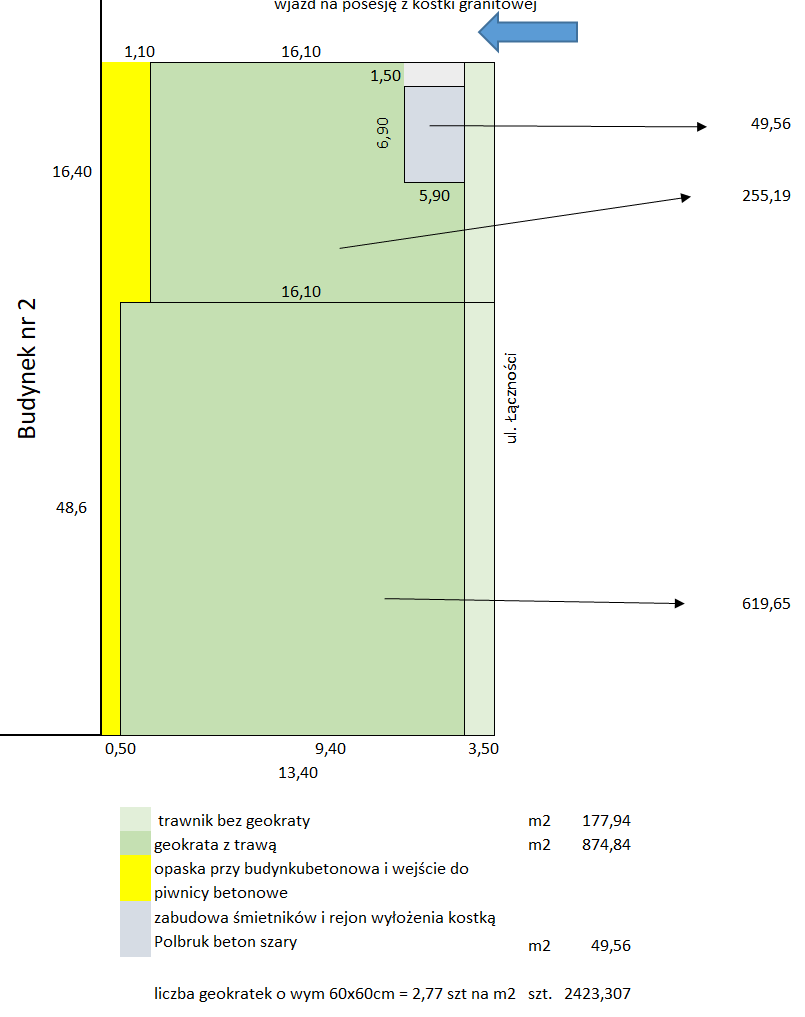 wjazd na posesję z kostki granitowej
1,10
16,10
1,50
6,90
49,56
16,40
5,90
255,19
16,10
Budynek nr 2
ul. Łączności
48,6
619,65
0,50
9,40
3,50
13,40
trawnik bez geokraty m2 177,94
geokrata z trawą m2 874,84
opaska przy budynkubetonowa i wejście do
piwnicy betonowe
zabudowa śmietników i rejon wyłożenia kostką
Polbruk beton szary m2 49,56
liczba geokratek o wym 60x60cm = 2,77 szt na m2 szt. 2423,307